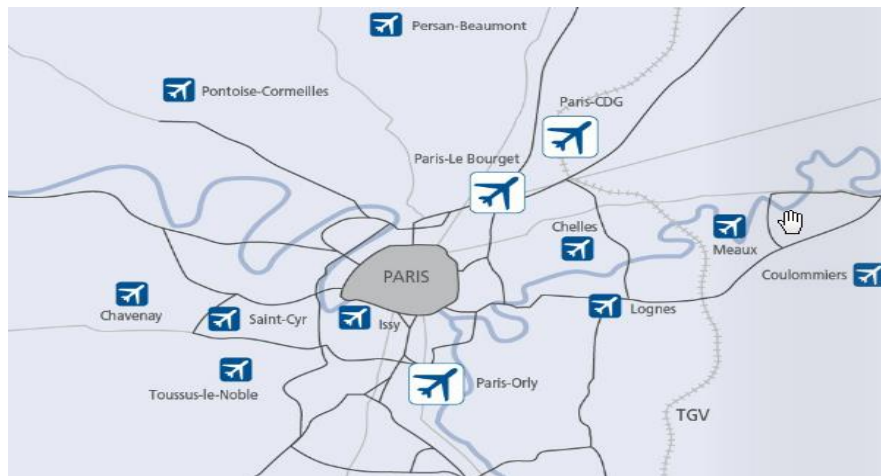 Persan-Beaumont
Pontoise-Cormeilles
Paris-CDG
Paris-Le Bourget
Chelles
Meaux
Coulommiers
PARIS
Chavenay
Saint-Cyr
Issy
Lognes
Toussus-le-Noble
Paris-Orly
TGV